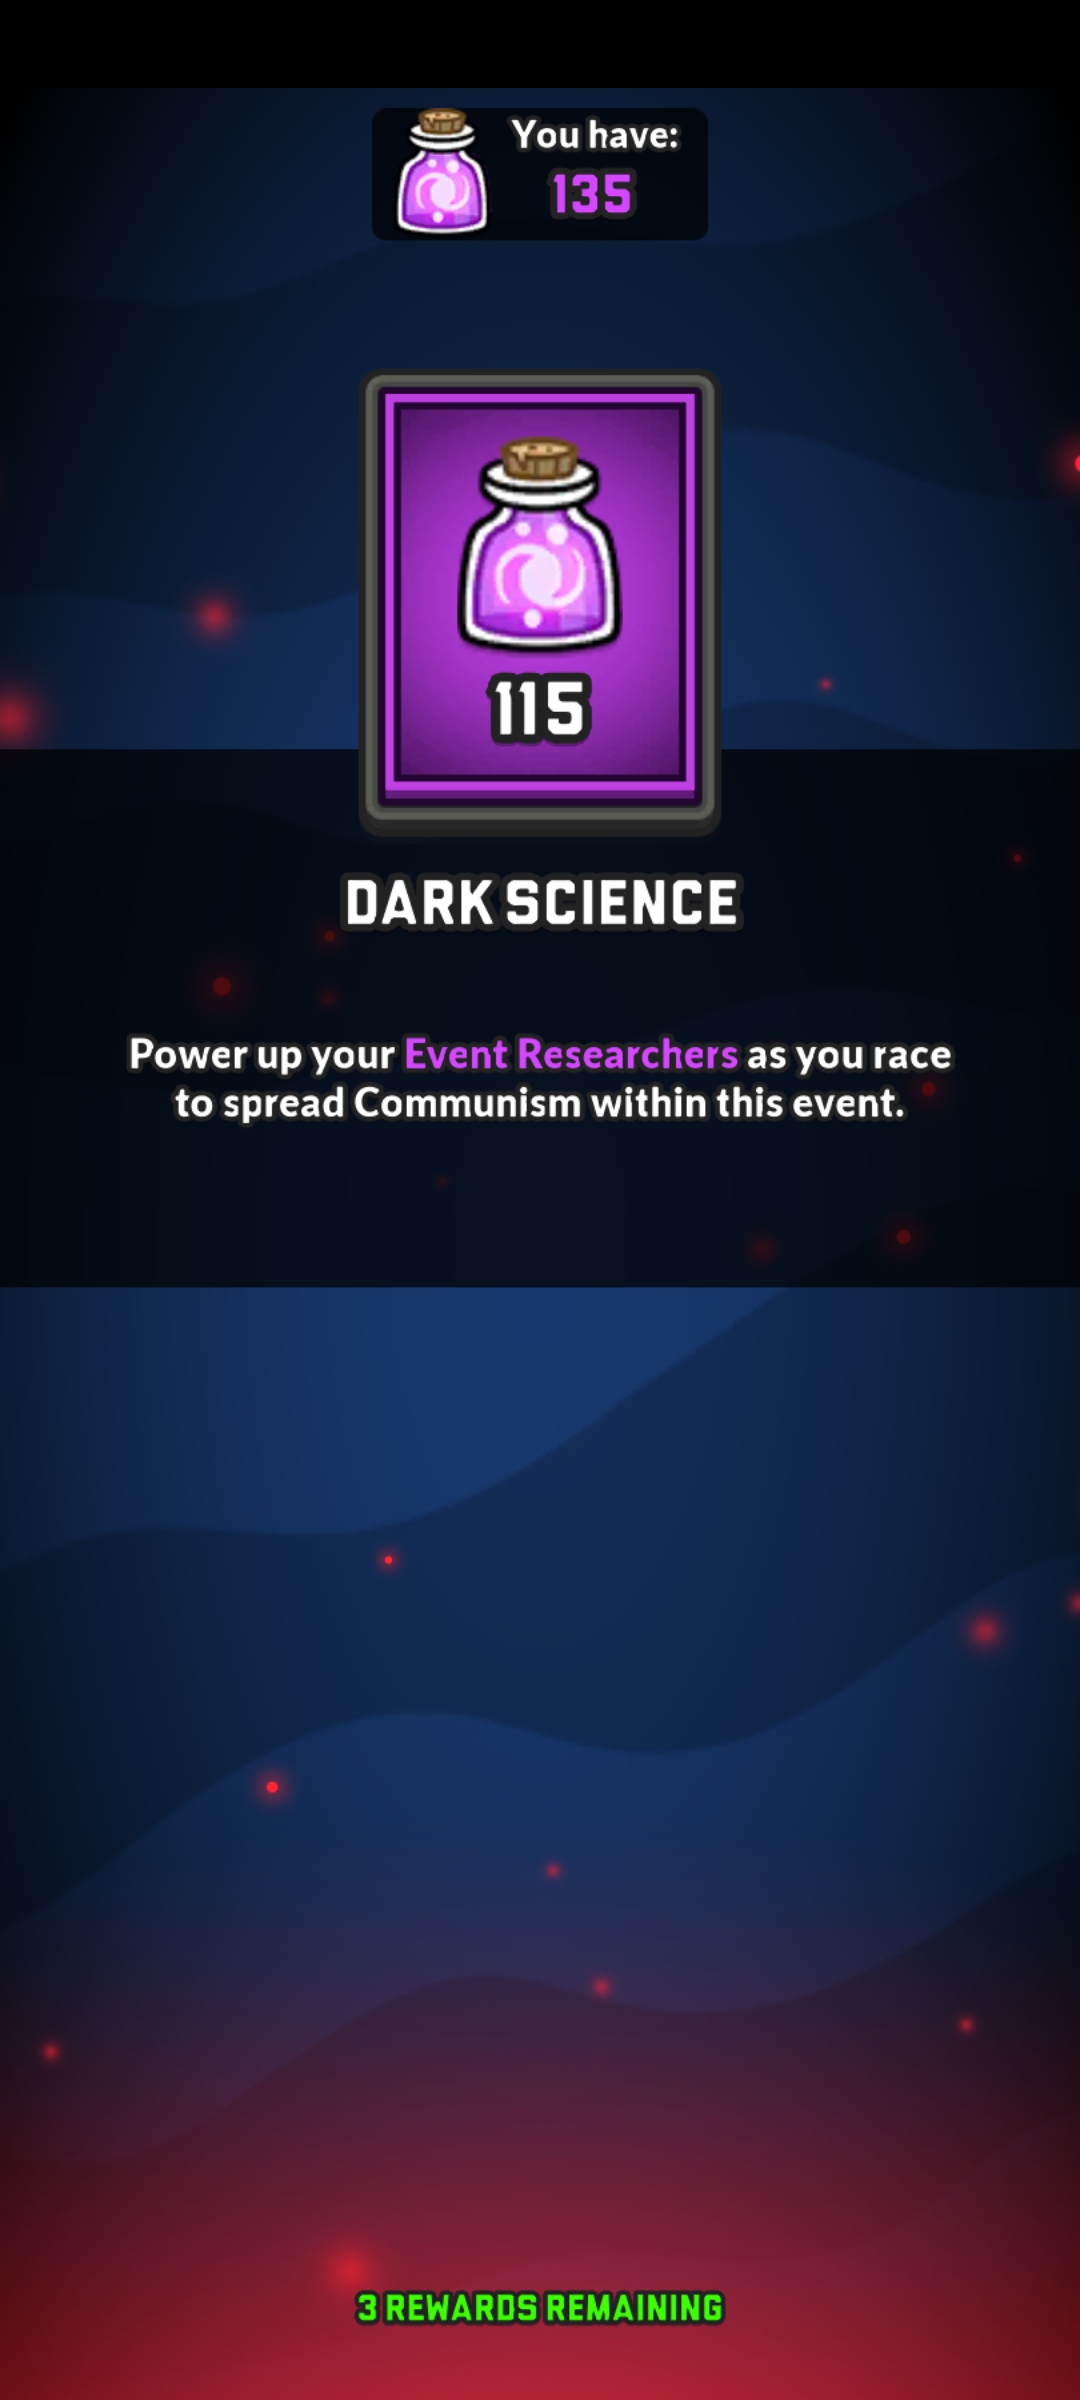 You have:
135
115
DARK SCIENCE
Power up your Event Researchers as you race
to spread Communism within this event.
3 REWARDS REMAINING